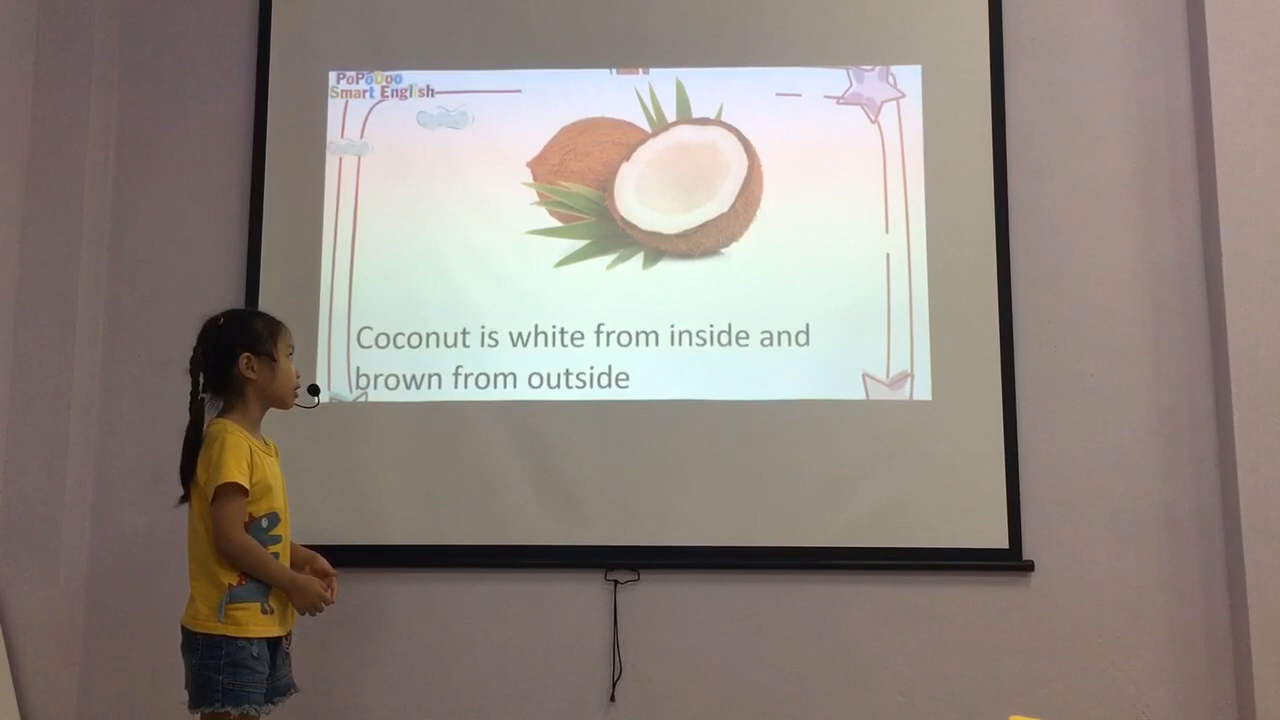 PoPoDoo
Smart English
Coconut is white from inside and
brown from outside